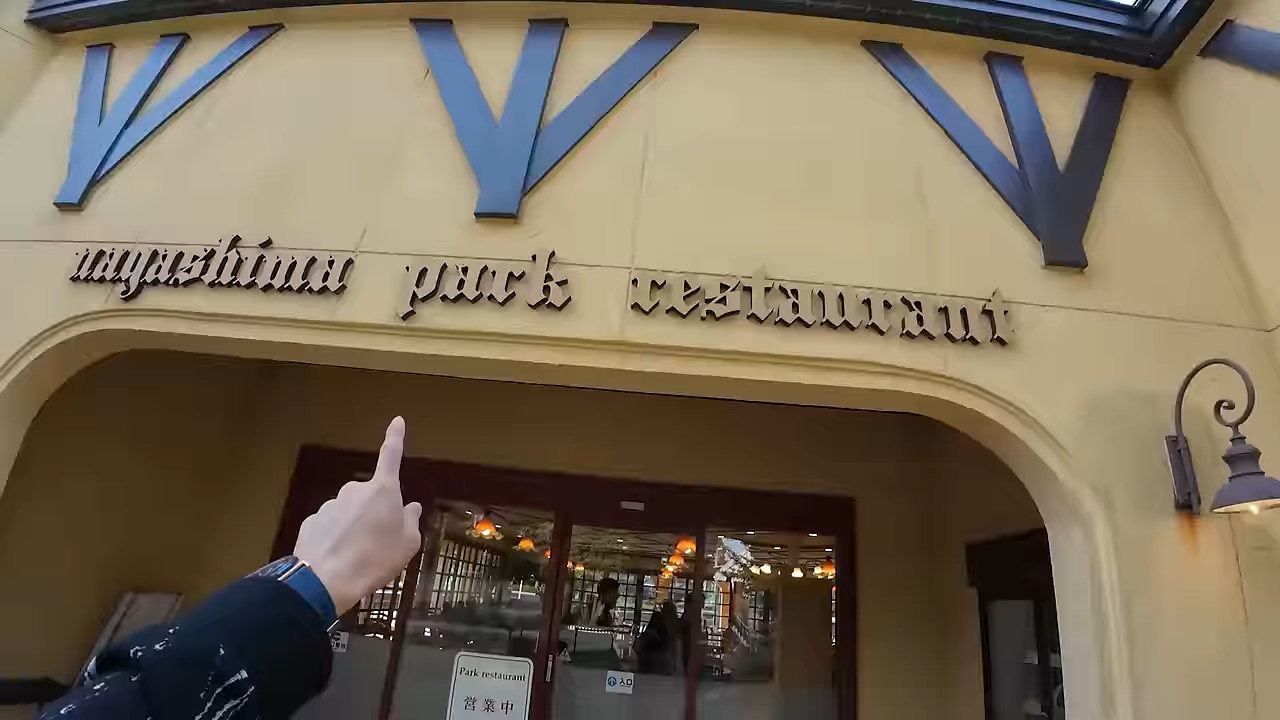 nagashima park restaurant
入口
Park restaurant
営業中